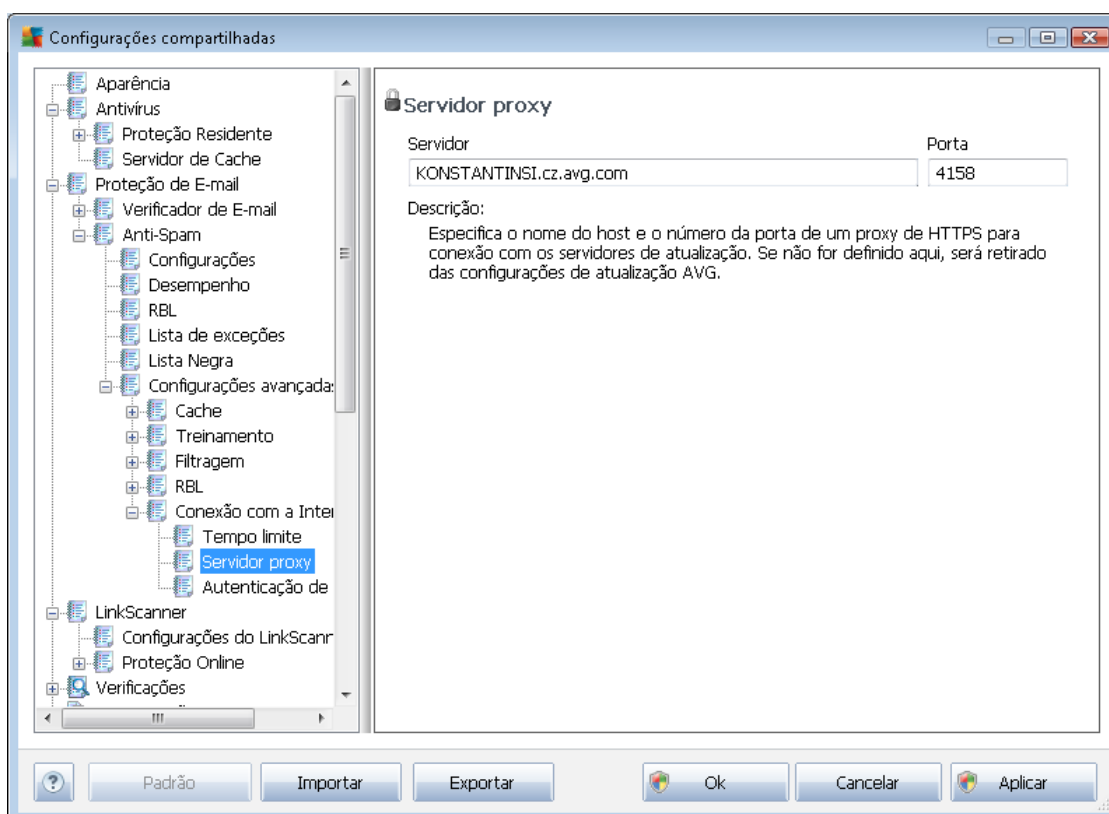 Configurações compartilhadas
Aparência
Antivírus
Proteção Residente
Servidor de Cache
Proteção de E-mail
Verificador de E-mail
Anti-Spam
Configurações
Desempenho
RBL
Lista de exceções
Lista Negra
Configurações avançada
Cache
Treinamento
Filtragem
RBL
Conexão com a Inter
Tempo limite
Servidor proxy
Autenticação de
LinkScanner
Configurações do LinkScann
Proteção Online
Verificações
Servidor proxy
Servidor
Porta
KONSTANTINSI.cz.avg.com
4158
Descrição:
Especifica o nome do host e o número da porta de um proxy de HTTPS para
conexão com os servidores de atualização. Se não for definido aqui, será retirado
das configurações de atualização AVG.
Padrão
Importar
Exportar
Ok
Cancelar
Aplicar